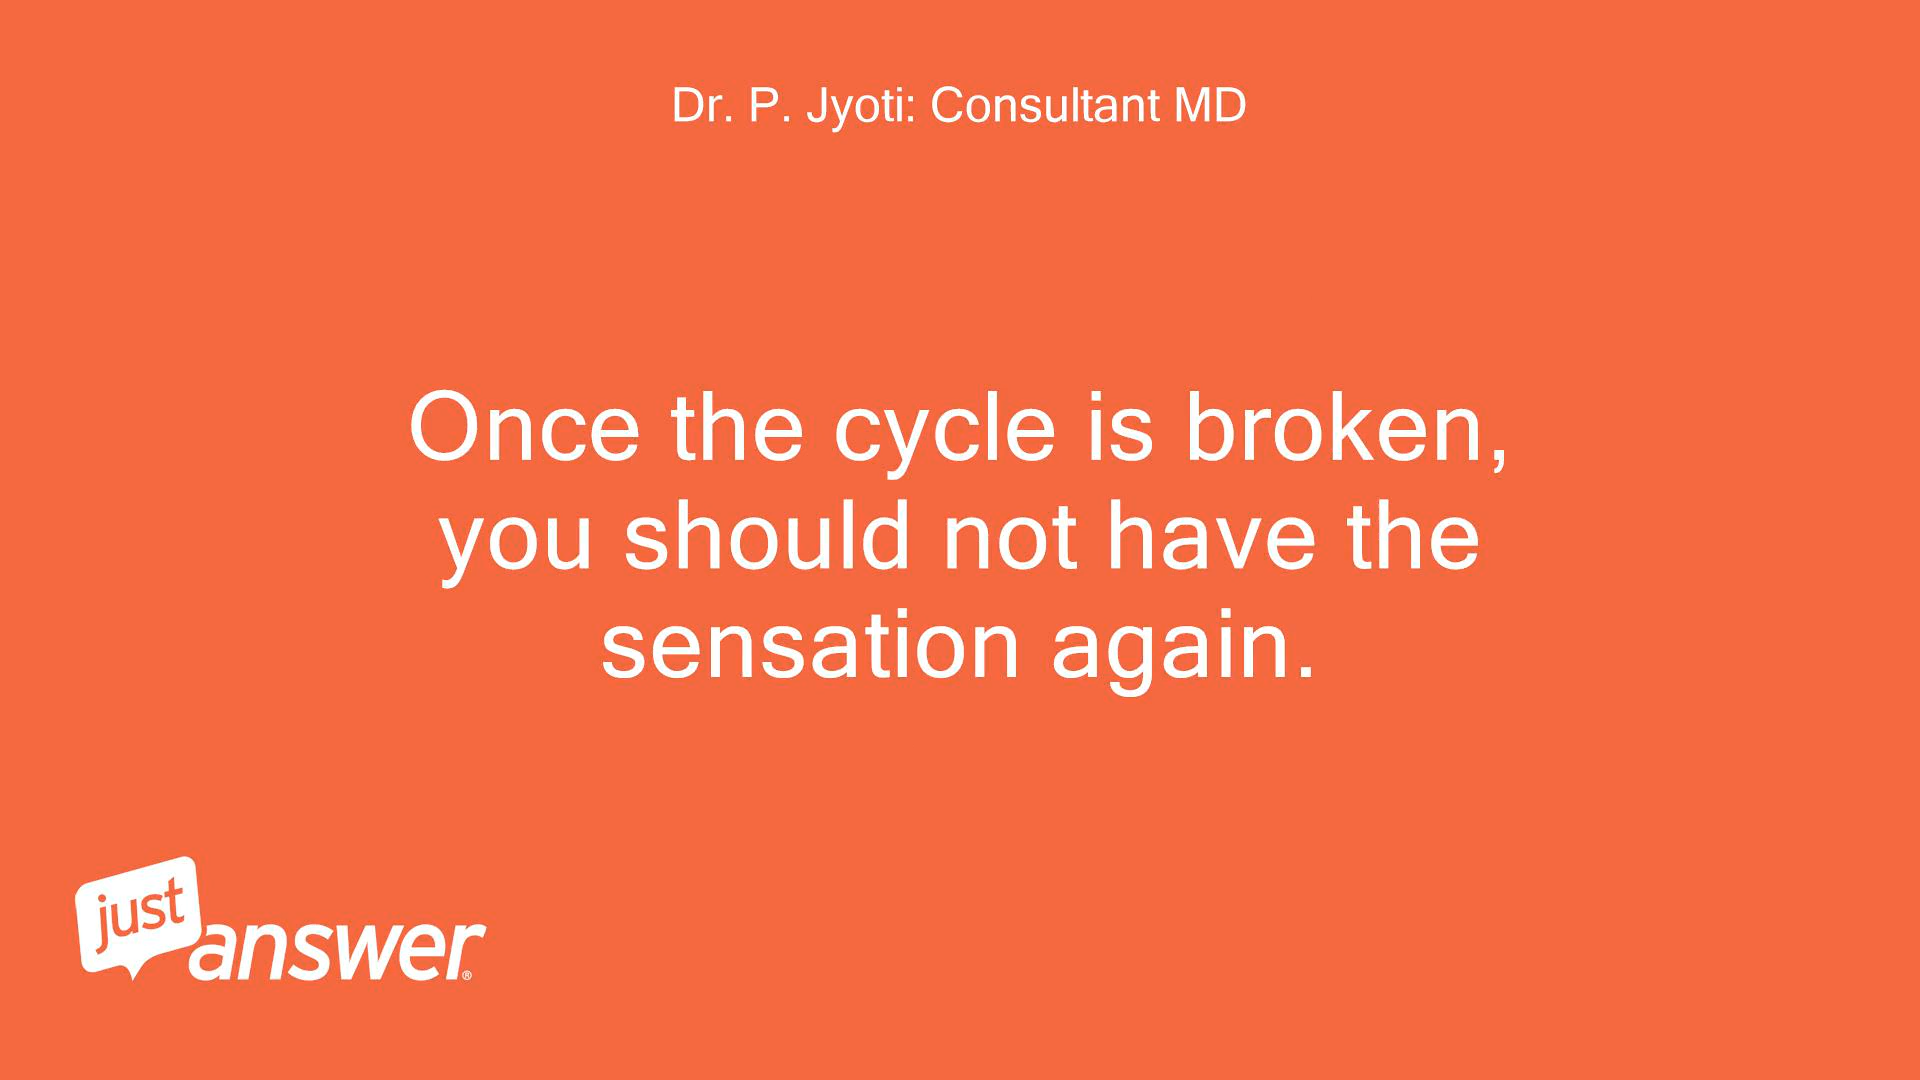 Dr. P. Jyoti: Consultant MD
Once the cycle is broken,
you should not have the
sensation again.
just
answer®